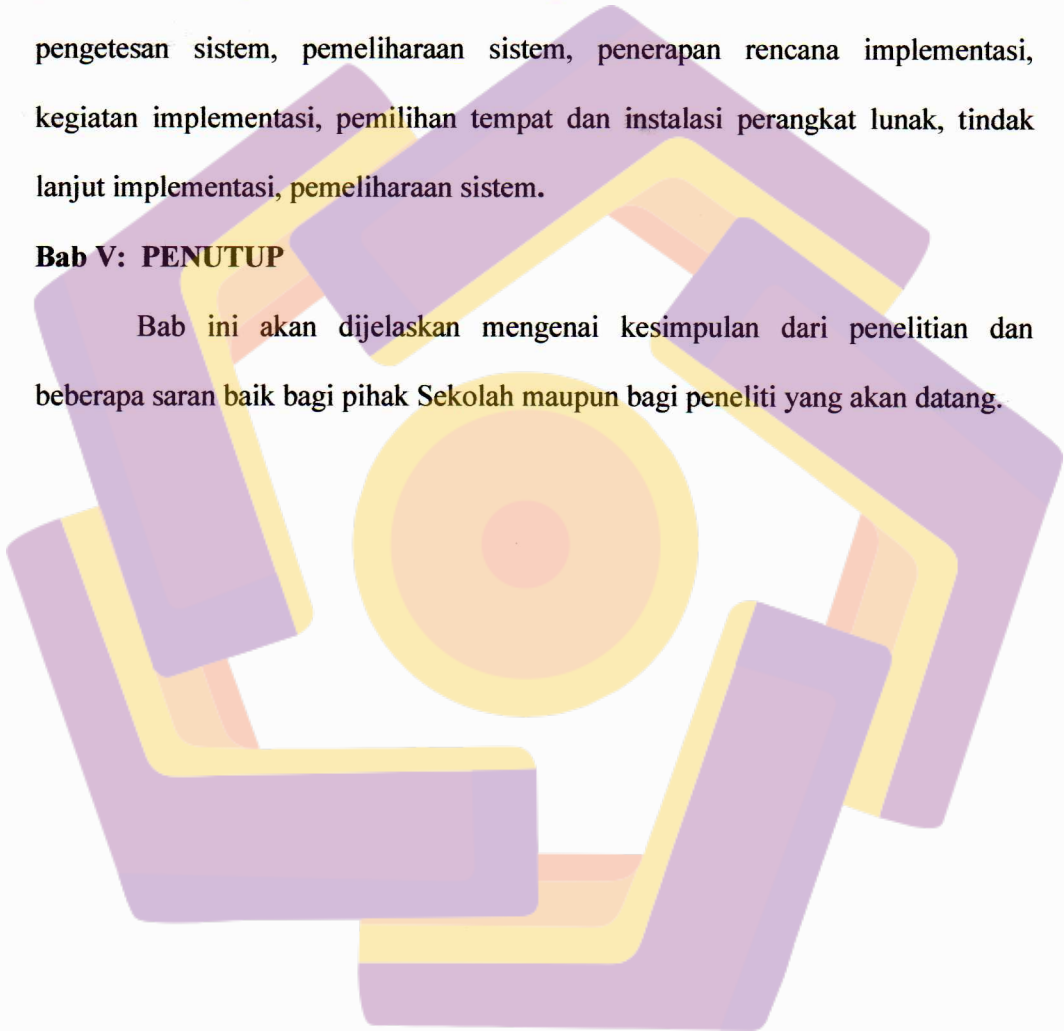 pengetesan sistem, pemeliharaan sistem, penerapan rencana implementasi,
kegiatan implementasi, pemilihan tempat dan instalasi perangkat lunak, tindak
lanjut implementasi, pemeliharaan sistem.
Bab V: PENUTUP
Bab ini akan dijelaskan mengenai kesimpulan dari penelitian dan
beberapa saran baik bagi pihak Sekolah maupun bagi peneliti yang akan datang.